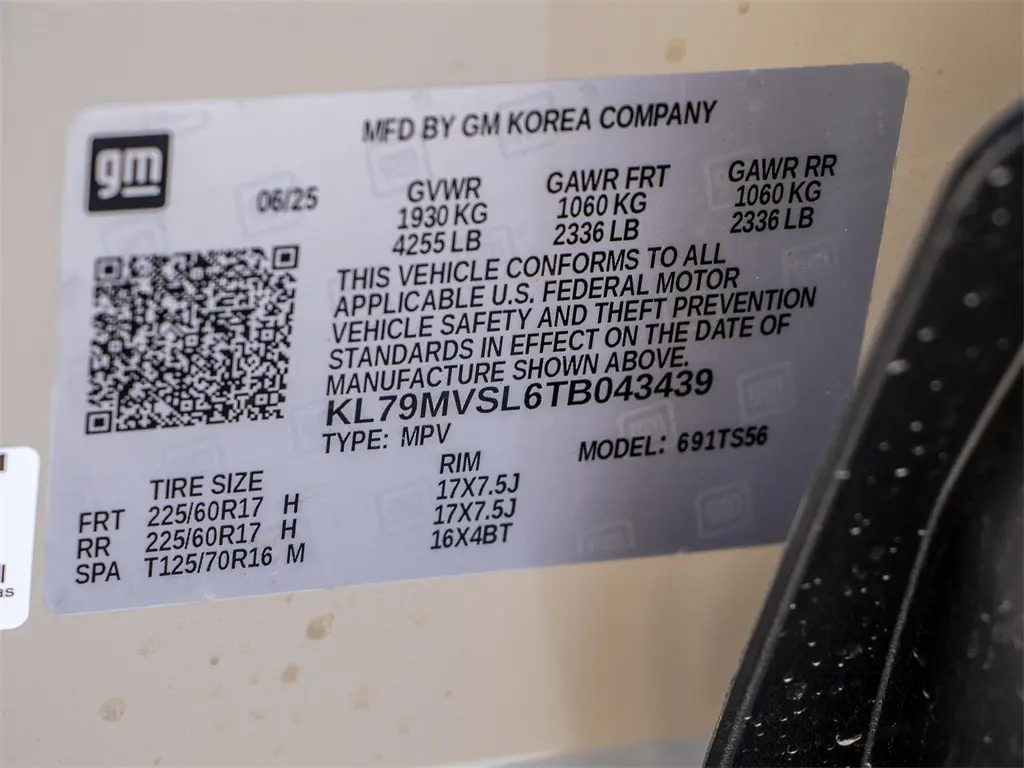 MFD BY GM KOREA COMPANY
gm
06/25
GVWR
1930 KG
4255 LB
GAWR FRT
1060 KG
2336 LB
GAWR RR
1060 KG
2336 LB
THIS VEHICLE CONFORMS TO ALL
APPLICABLE U.S. FEDERAL MOTOR
VEHICLE SAFETY AND THEFT PREVENTION
STANDARDS IN EFFECT ON THE DATE OF
MANUFACTURE SHOWN ABOVE.
KL79MVSL6TB043439
TYPE: MPV
MODEL: 691TS56
TIRE SIZE
RIM
FRT 225/60R17 H 17X7.5J
RR 225/60R17 H 17X7.5J
SPA T125/70R16 M 16X4BT